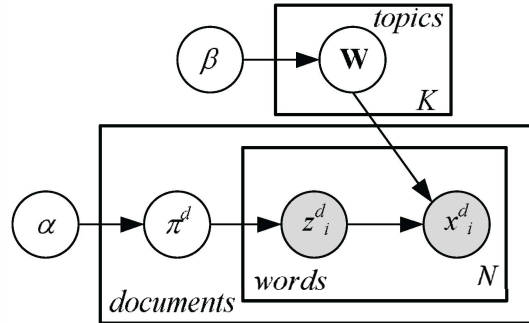 topics
β
W
K
α
π^d
z^d_i
x^d_i
words
N
documents